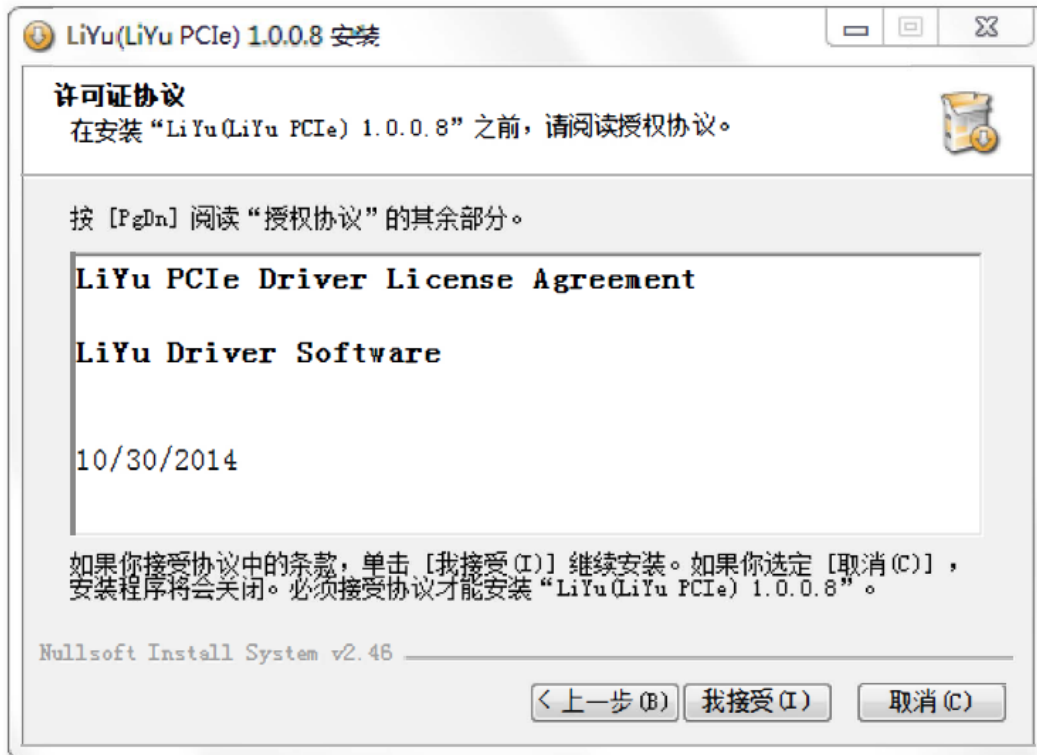 LiYu(LiYu PCIe) 1.0.0.8 安装
许可证协议
在安装“LiYu(LiYu PCIe) 1.0.0.8”之前，请阅读授权协议。
按 [PgDn] 阅读“授权协议”的其余部分。
LiYu PCIe Driver License Agreement
LiYu Driver Software
10/30/2014
如果你接受协议中的条款，单击 [我接受(I)] 继续安装。如果你选定 [取消(C)] ，
安装程序将会关闭。必须接受协议才能安装“LiYu(LiYu PCIe) 1.0.0.8”。
Nullsoft Install System v2.46
< 上一步(B) 我接受(I) 取消(C)